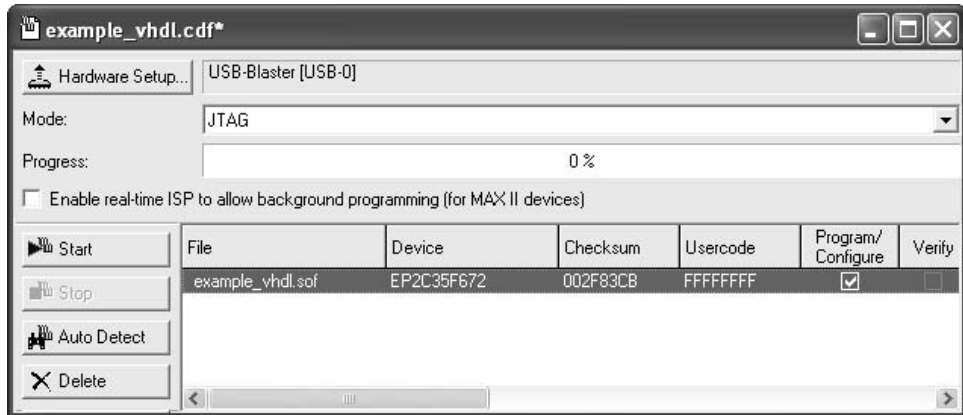 example_vhdl.cdf*
Hardware Setup... USB-Blaster [USB-0]
Mode: JTAG
Progress: 0 %
Enable real-time ISP to allow background programming (for MAX II devices)
Start
Stop
Auto Detect
Delete
File Device Checksum Usercode Program/ Configure Verify
example_vhdl.sof EP2C35F672 002F83CB FFFFFFFF